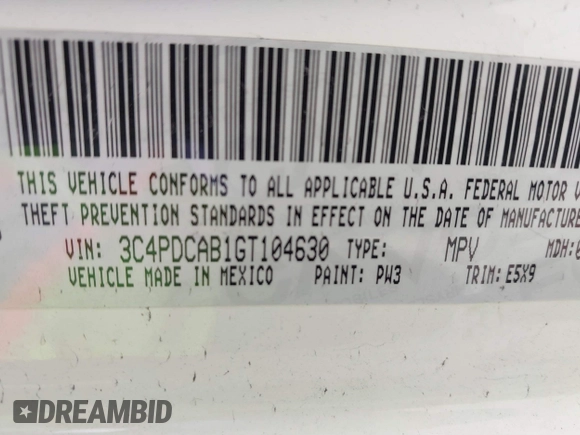 THIS VEHICLE CONFORMS TO ALL APPLICABLE U.S.A. FEDERAL MOTOR
THEFT PREVENTION STANDARDS IN EFFECT ON THE DATE OF MANUFACTURE
VIN: 3C4PDCAB1GT104630 TYPE: MPV MDH:
VEHICLE MADE IN MEXICO PAINT: PW3 TRIM: E5X9
DREAMBID